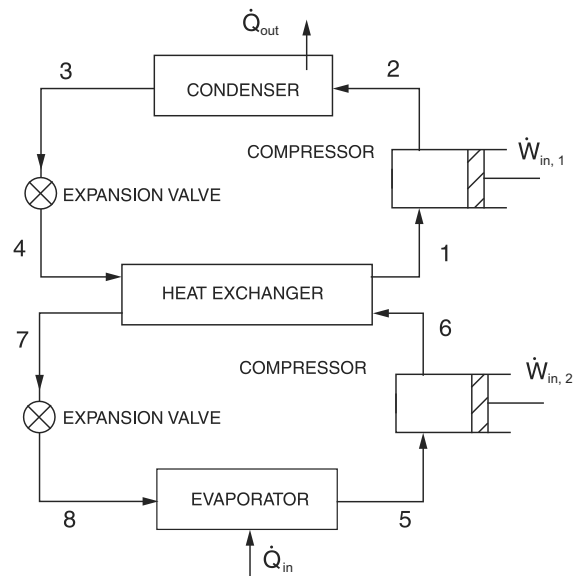 Q̇out
3
2
CONDENSER
COMPRESSOR
Ẇin, 1
EXPANSION VALVE
4
1
HEAT EXCHANGER
7
6
COMPRESSOR
Ẇin, 2
EXPANSION VALVE
EVAPORATOR
8
5
Q̇in